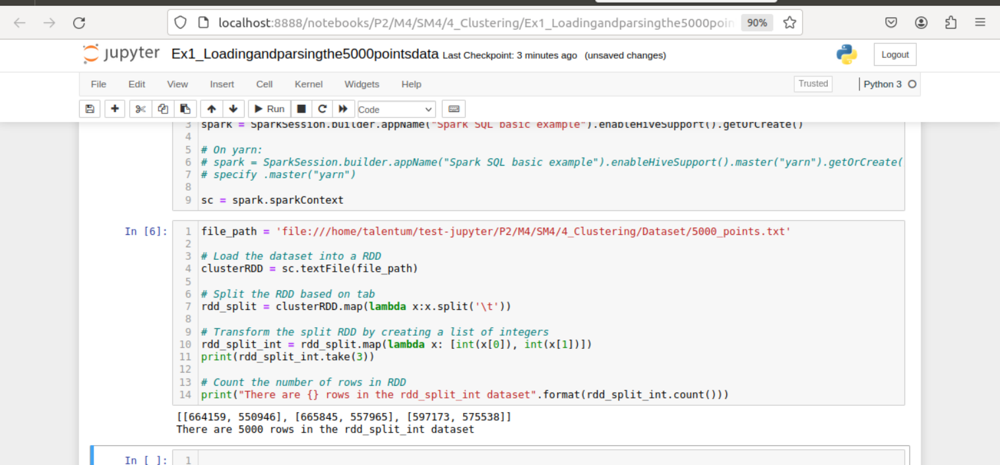 localhost:8888/notebooks/P2/M4/SM4/4_Clustering/Ex1_Loadingandparsingthe5000poin 90%
jupyter Ex1_Loadingandparsingthe5000pointsdata Last Checkpoint: 3 minutes ago (unsaved changes) Logout
File Edit View Insert Cell Kernel Widgets Help Trusted Python 3
Run Code
3 spark = SparkSession.builder.appName("Spark SQL basic example").enableHiveSupport().getOrCreate()
4
5 # On yarn:
6 # spark = SparkSession.builder.appName("Spark SQL basic example").enableHiveSupport().master("yarn").getOrCreate(
7 # specify .master("yarn")
8
9 sc = spark.sparkContext
In [6]: 1 file_path = 'file:///home/talentum/test-jupyter/P2/M4/SM4/4_Clustering/Dataset/5000_points.txt'
2
3 # Load the dataset into a RDD
4 clusterRDD = sc.textFile(file_path)
5
6 # Split the RDD based on tab
7 rdd_split = clusterRDD.map(lambda x:x.split('\t'))
8
9 # Transform the split RDD by creating a list of integers
10 rdd_split_int = rdd_split.map(lambda x: [int(x[0]), int(x[1])])
11 print(rdd_split_int.take(3))
12
13 # Count the number of rows in RDD
14 print("There are {} rows in the rdd_split_int dataset".format(rdd_split_int.count()))
[[664159, 550946], [665845, 557965], [597173, 575538]]
There are 5000 rows in the rdd_split_int dataset
In [ ]: 1